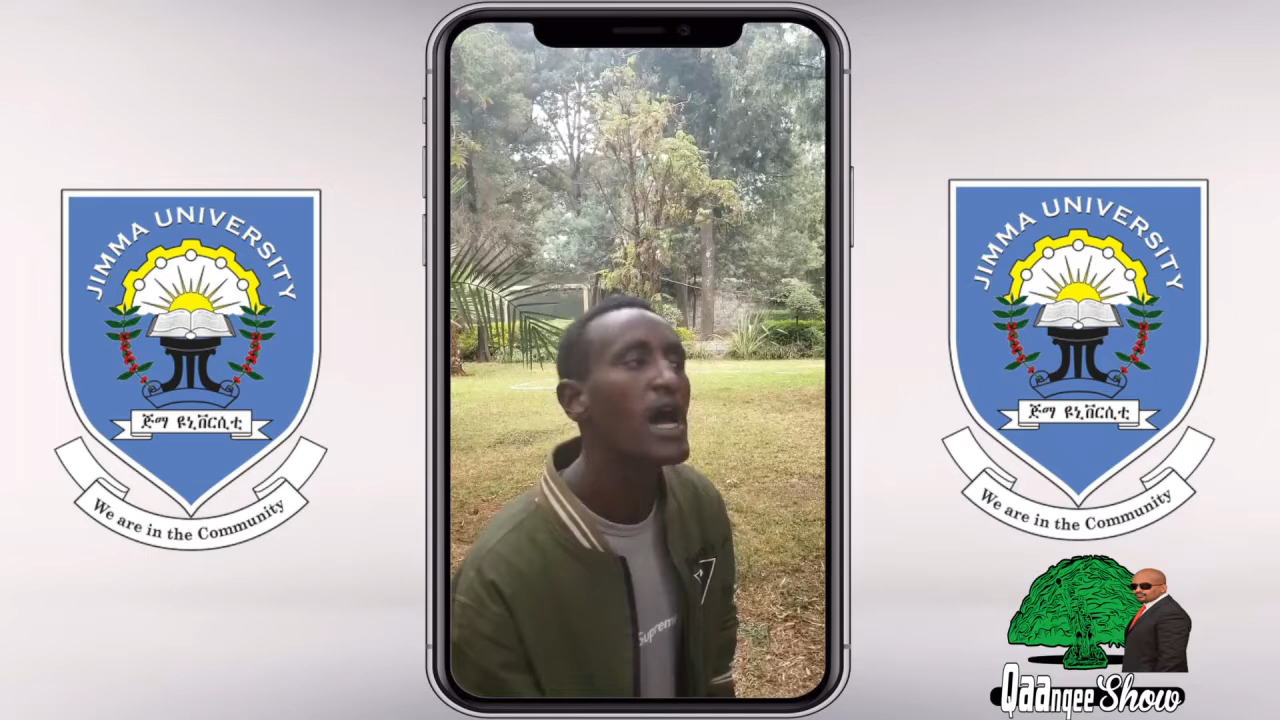 JIMMA UNIVERSITY
ጅማ ዩኒቨርሲቲ
We are in the Community
Supreme
JIMMA UNIVERSITY
ጅማ ዩኒቨርሲቲ
We are in the Community
Qaanqee Show